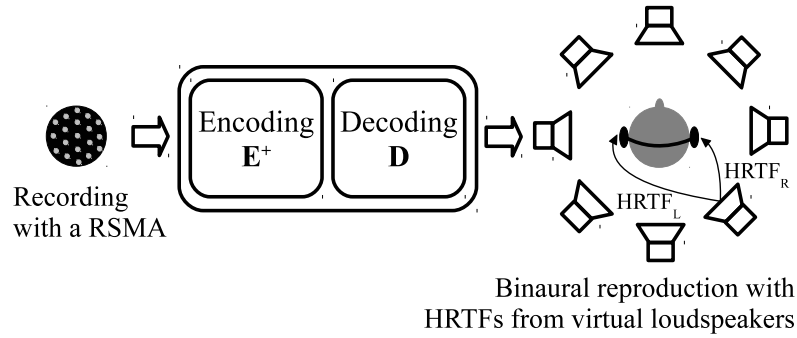 Encoding
E⁺
Decoding
D
Recording
with a RSMA
HRTF_L
HRTF_R
Binaural reproduction with
HRTFs from virtual loudspeakers